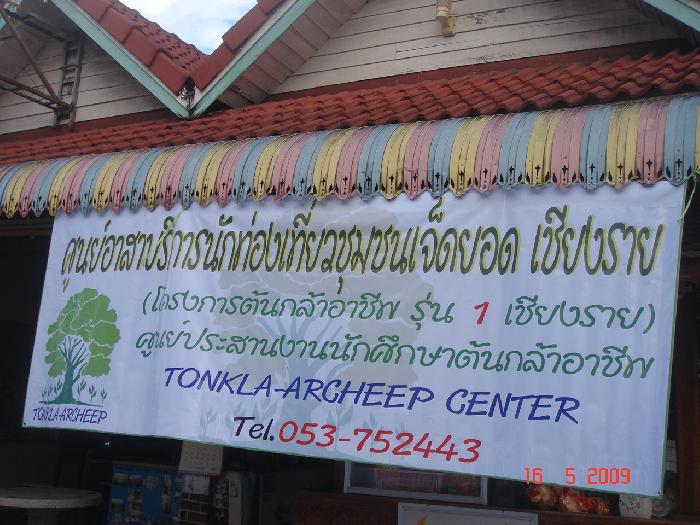 ศูนย์อาสาบริการนักท่องเที่ยวชุมชนเจ็ดยอด เชียงราย
(โครงการต้นกล้าอาชีพ รุ่น 1 เชียงราย)
ศูนย์ประสานงานนักศึกษาต้นกล้าอาชีพ
TONKLA-ARCHEEP CENTER
TONKLA-ARCHEEP
Tel.053-752443
16 5 2009